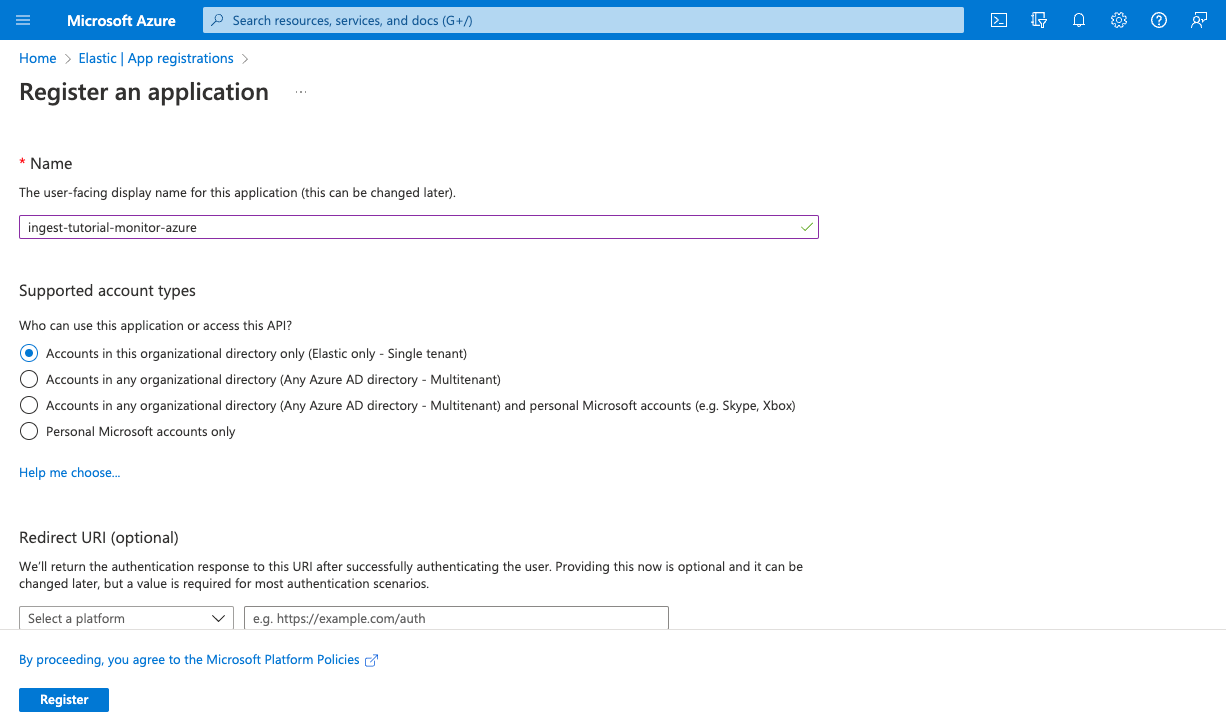 Microsoft Azure
Search resources, services, and docs (G+/)
Home > Elastic | App registrations >
Register an application ...
* Name
The user-facing display name for this application (this can be changed later).
ingest-tutorial-monitor-azure
Supported account types
Who can use this application or access this API?
Accounts in this organizational directory only (Elastic only - Single tenant)
Accounts in any organizational directory (Any Azure AD directory - Multitenant)
Accounts in any organizational directory (Any Azure AD directory - Multitenant) and personal Microsoft accounts (e.g. Skype, Xbox)
Personal Microsoft accounts only
Help me choose...
Redirect URI (optional)
We'll return the authentication response to this URI after successfully authenticating the user. Providing this now is optional and it can be
changed later, but a value is required for most authentication scenarios.
Select a platform
e.g. https://example.com/auth
By proceeding, you agree to the Microsoft Platform Policies
Register